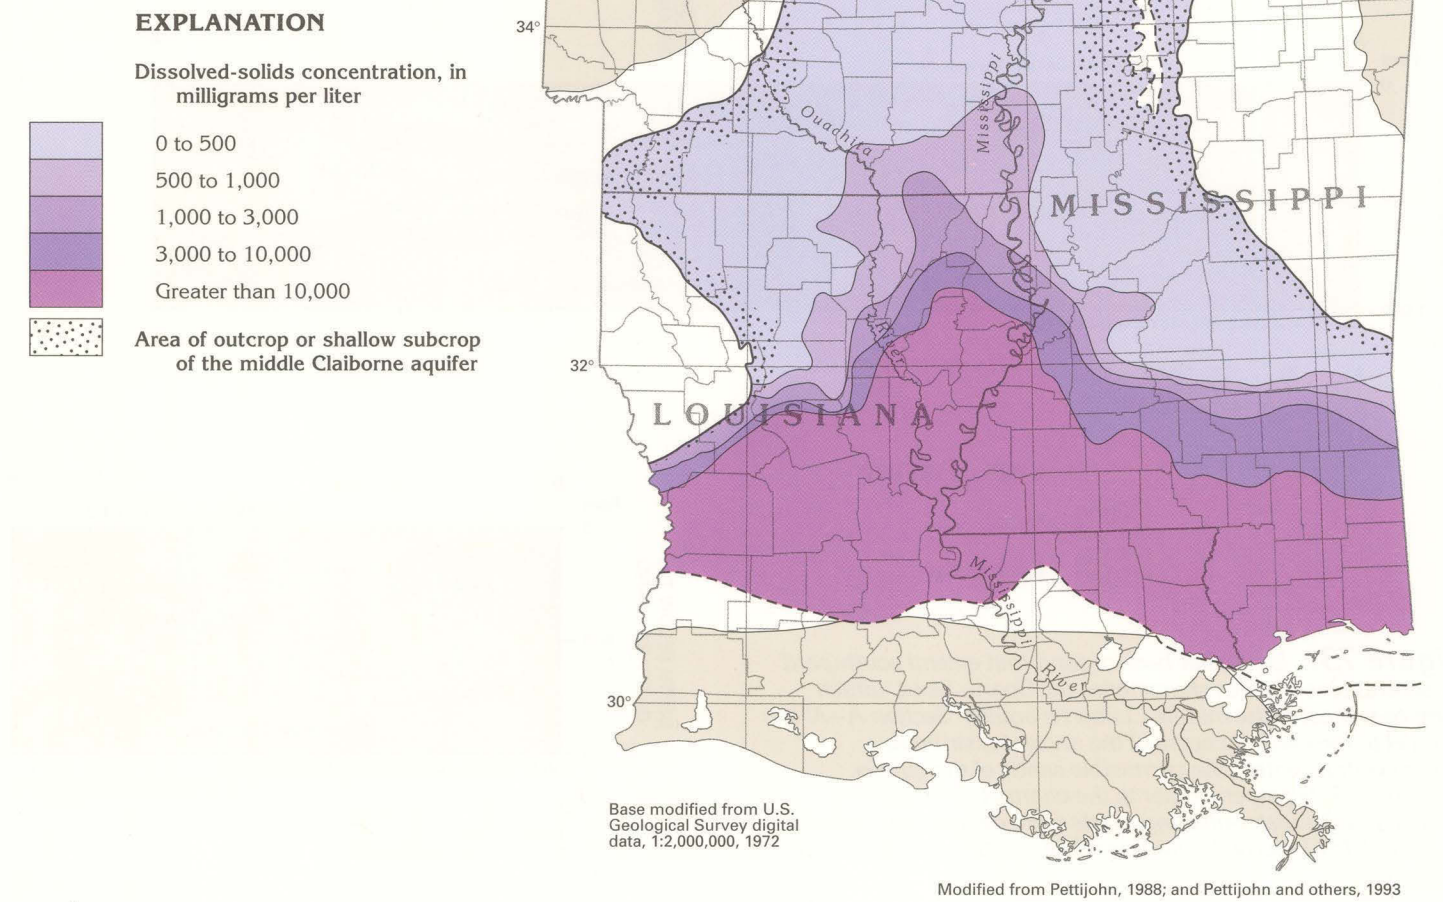 EXPLANATION
Dissolved-solids concentration, in
milligrams per liter
0 to 500
500 to 1,000
1,000 to 3,000
3,000 to 10,000
Greater than 10,000
Area of outcrop or shallow subcrop
of the middle Claiborne aquifer
34°
Mississippi
Ouachita
MISSISSIPPI
River
32°
LOUISIANA
Mississippi
River
30°
Base modified from U.S.
Geological Survey digital
data, 1:2,000,000, 1972
Modified from Pettijohn, 1988; and Pettijohn and others, 1993